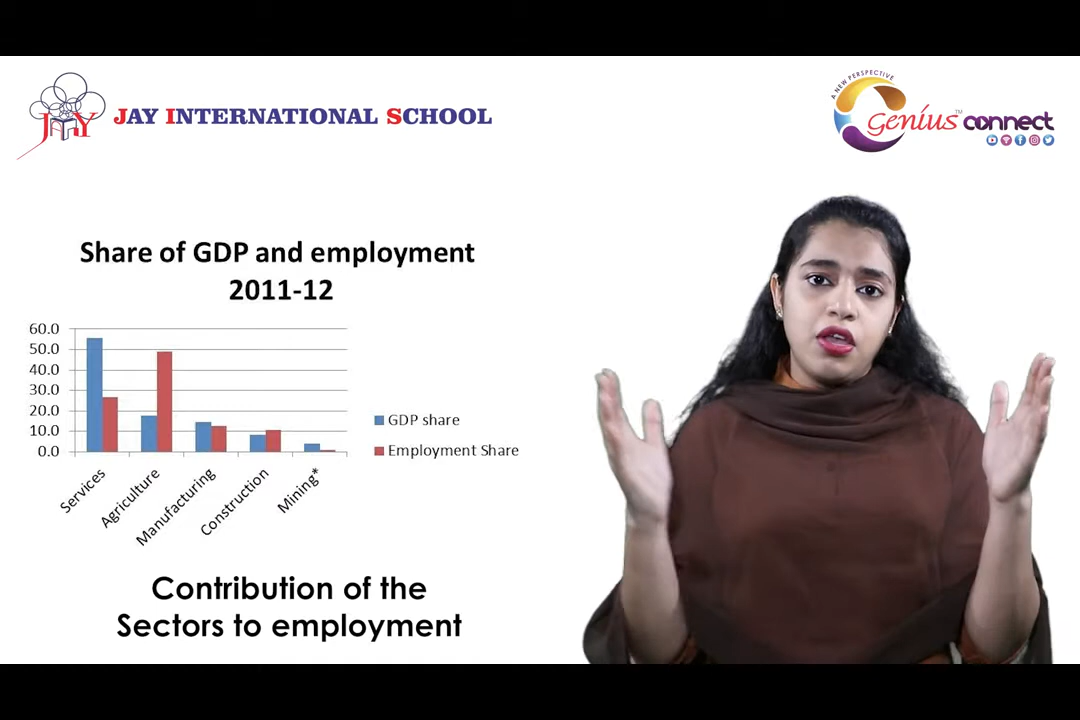 JAY
JAY INTERNATIONAL SCHOOL
A NEW PERSPECTIVE
Genius™ connect
Share of GDP and employment
2011-12
60.0
50.0
40.0
30.0
20.0
10.0
0.0
Services
Agriculture
Manufacturing
Construction
Mining*
GDP share
Employment Share
Contribution of the
Sectors to employment